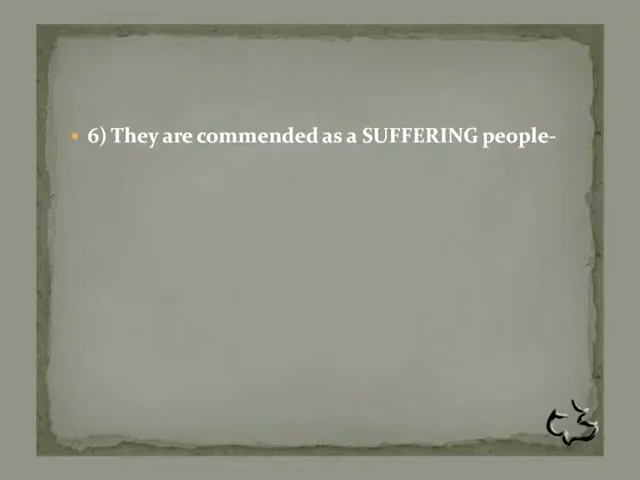 • 6) They are commended as a SUFFERING people-